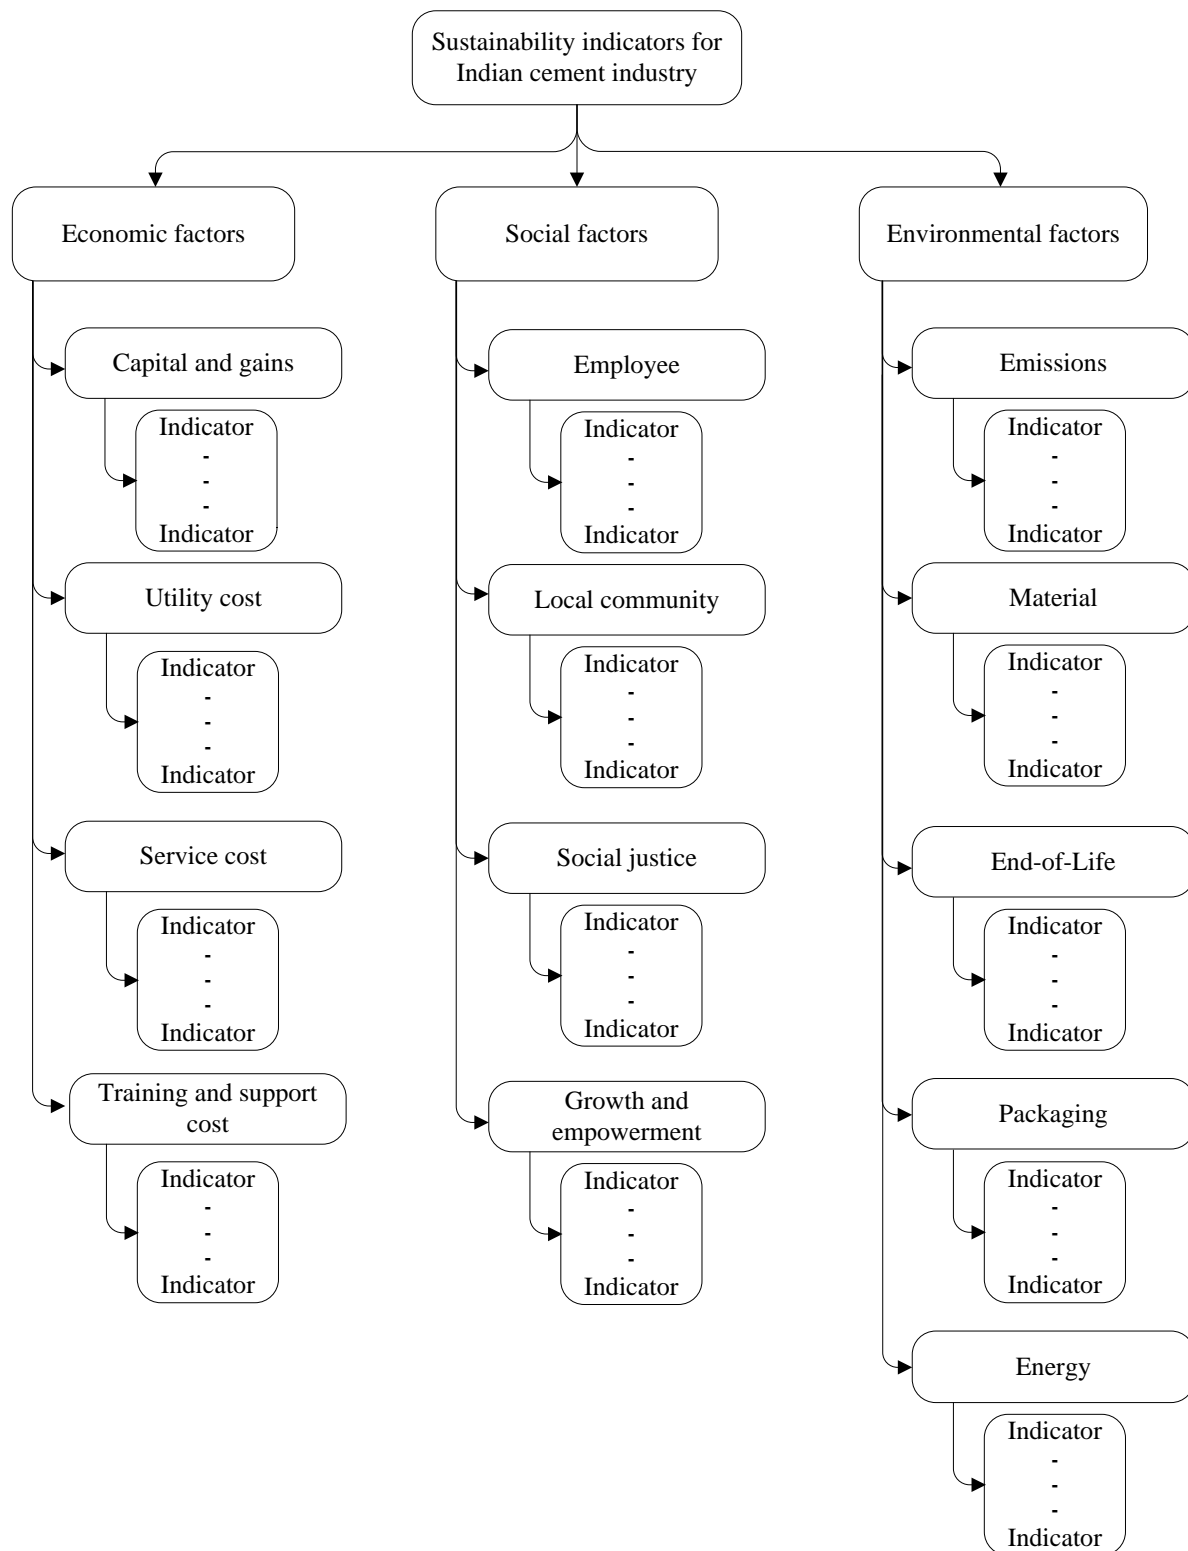 Sustainability indicators for
Indian cement industry
Economic factors
Social factors
Environmental factors
Capital and gains
Indicator
-
-
-
Indicator
Utility cost
Indicator
-
-
-
Indicator
Service cost
Indicator
-
-
-
Indicator
Training and support
cost
Indicator
-
-
-
Indicator
Employee
Indicator
-
-
-
Indicator
Local community
Indicator
-
-
-
Indicator
Social justice
Indicator
-
-
-
Indicator
Growth and
empowerment
Indicator
-
-
-
Indicator
Emissions
Indicator
-
-
-
Indicator
Material
Indicator
-
-
-
Indicator
End-of-Life
Indicator
-
-
-
Indicator
Packaging
Indicator
-
-
-
Indicator
Energy
Indicator
-
-
-
Indicator